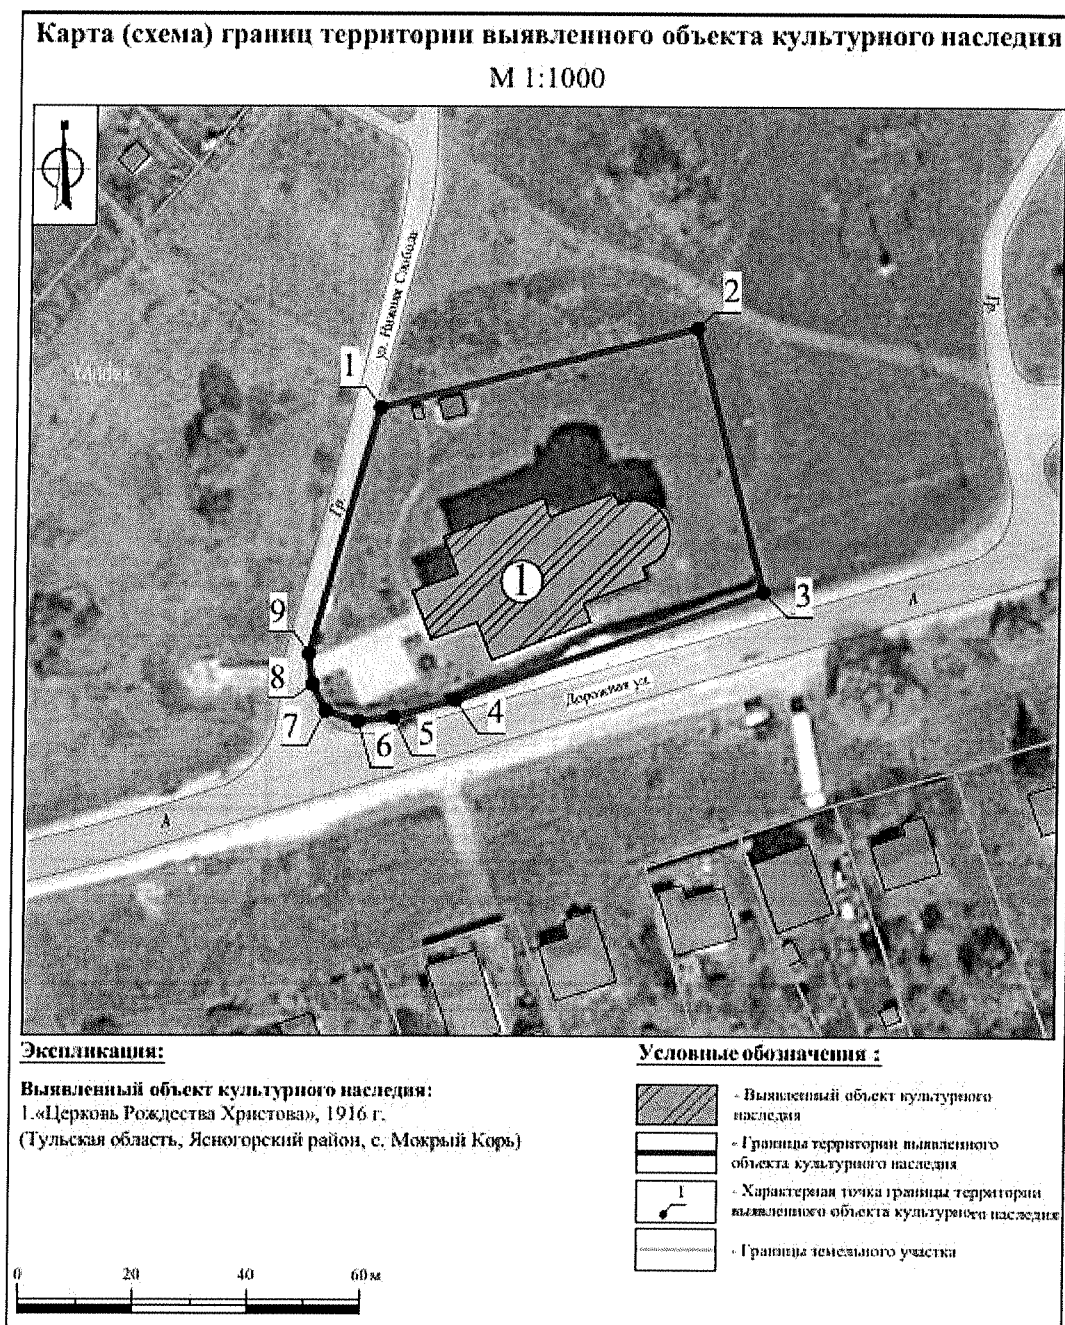 Карта (схема) границ территории выявленного объекта культурного наследия
М 1:1000
2
ул. Нижняя Слобода
Гр.
1
Гр.
1
9
3
А
8
Дорожная ул.
4
7
6
5
А
Экспликация:
Выявленный объект культурного наследия:
1.«Церковь Рождества Христова», 1916 г.
(Тульская область, Ясногорский район, с. Мокрый Корь)
Условные обозначения :
- Выявленный объект культурного
наследия
- Границы территории выявленного
объекта культурного наследия
1
- Характерная точка границы территории
выявленного объекта культурного наследия
- Границы земельного участка
0 20 40 60 м